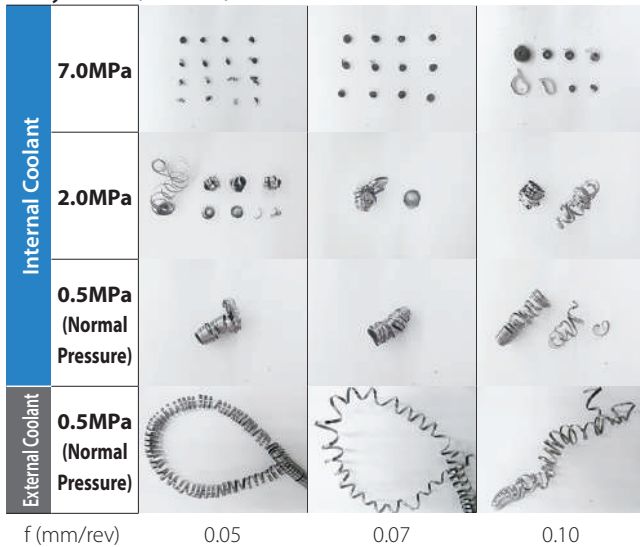 Internal Coolant
7.0MPa
2.0MPa
0.5MPa
(Normal
Pressure)
External Coolant
0.5MPa
(Normal
Pressure)
f (mm/rev)
0.05
0.07
0.10